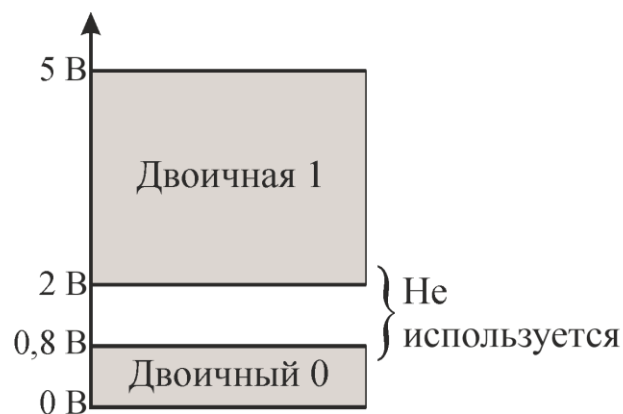 5 В
Двоичная 1
2 В
Не
используется
0,8 В
Двоичный 0
0 В